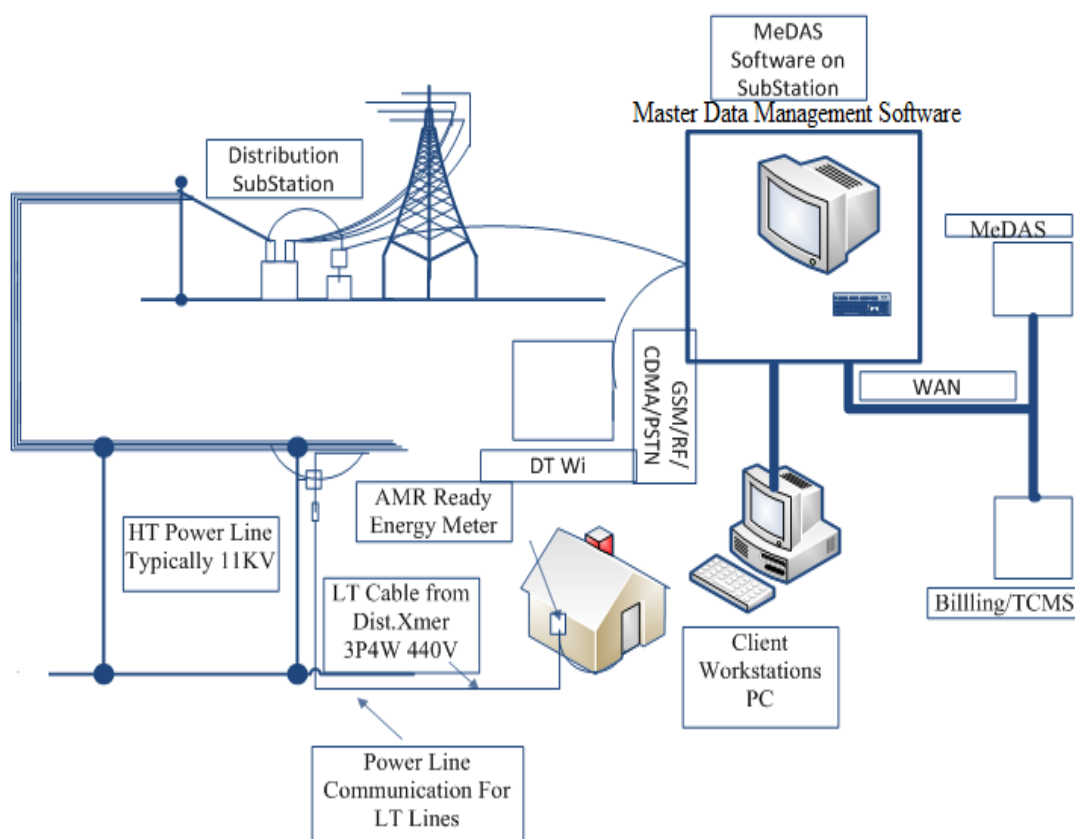 MeDAS
Software on
SubStation
Master Data Management Software
Distribution
SubStation
MeDAS
GSM/RF/
CDMA/PSTN
WAN
DT Wi
AMR Ready
Energy Meter
HT Power Line
Typically 11KV
LT Cable from
Dist.Xmer
3P4W 440V
Billling/TCMS
Client
Workstations
PC
Power Line
Communication For
LT Lines